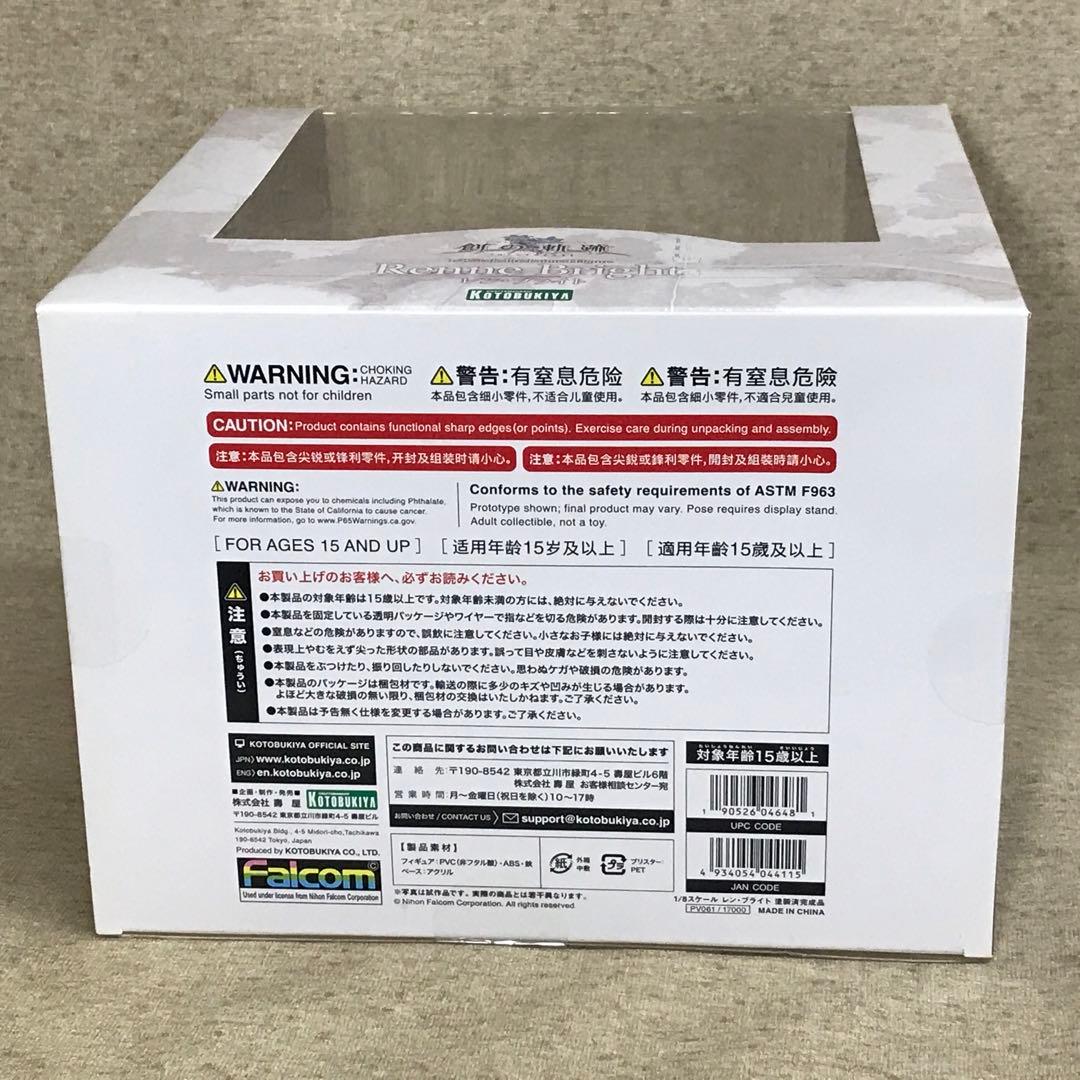 創の軌跡
Renne Bright
レン・ブライト
KOTOBUKIYA
⚠WARNING: CHOKING HAZARD
Small parts not for children
⚠警告:有窒息危险
本品包含细小零件,不适合儿童使用。
⚠警告:有窒息危險
本品包含細小零件,不適合兒童使用。
CAUTION: Product contains functional sharp edges(or points). Exercise care during unpacking and assembly.
注意:本品包含尖锐或锋利零件,开封及组装时请小心。
注意:本品包含尖銳或鋒利零件,開封及組裝時請小心。
⚠WARNING:
This product can expose you to chemicals including Phthalate,
which is known to the State of California to cause cancer.
For more information, go to www.P65Warnings.ca.gov.
Conforms to the safety requirements of ASTM F963
Prototype shown; final product may vary. Pose requires display stand.
Adult collectible, not a toy.
[ FOR AGES 15 AND UP ] [ 适用年龄15岁及以上 ] [ 適用年齡15歲及以上 ]
⚠注意(ちゅうい)
お買い上げのお客様へ、必ずお読みください。
●本製品の対象年齢は15歳以上です。対象年齢未満の方には、絶対に与えないでください。
●本製品を固定している透明パッケージやワイヤーで指などを切る危険があります。開封する際は十分に注意してください。
●窒息などの危険がありますので、誤飲に注意してください。小さなお子様には絶対に与えないでください。
●表現上やむをえず尖った形状の部品があります。誤って目や皮膚などを刺さないように注意してください。
●本製品をぶつけたり、振り回したりしないでください。思わぬケガや破損の危険があります。
●本製品のパッケージは梱包材です。輸送の際に多少のキズや凹みが生じる場合があります。
よほど大きな破損の無い限り、梱包材の交換はいたしかねます。ご了承ください。
●本製品は予告無く仕様を変更する場合があります。ご了承ください。
KOTOBUKIYA OFFICIAL SITE
JPN> www.kotobukiya.co.jp
ENG> en.kotobukiya.co.jp
■企画・制作・発売■
株式会社 壽屋 KOTOBUKIYA
〒190-8542 東京都立川市緑町4-5 壽屋ビル
Kotobukiya Bldg., 4-5 Midori-cho,Tachikawa
190-8542 Tokyo, Japan
Produced by KOTOBUKIYA CO., LTD.
Falcom©
Used under license from Nihon Falcom Corporation
この商品に関するお問い合わせは下記にお願いいたします
連絡先:〒190-8542 東京都立川市緑町4-5 壽屋ビル6階
株式会社 壽屋 お客様相談センター宛
営業時間:月〜金曜日(祝日を除く)10〜17時
お問い合わせ / CONTACT US > support@kotobukiya.co.jp
【製品素材】
フィギュア:PVC(非フタル酸)・ABS・鉄
ベース:アクリル
紙 外箱 中敷
プラ ブリスター: PET
※写真は試作品です。実際の商品とは若干異なります。
© Nihon Falcom Corporation. All rights reserved.
たいしょうねんれい さいいじょう
対象年齢15歳以上
1 90526 04648 1
UPC CODE
4 934054 044115
JAN CODE
1/8スケール レン・ブライト 塗装済完成品
PV061 / 17000 MADE IN CHINA